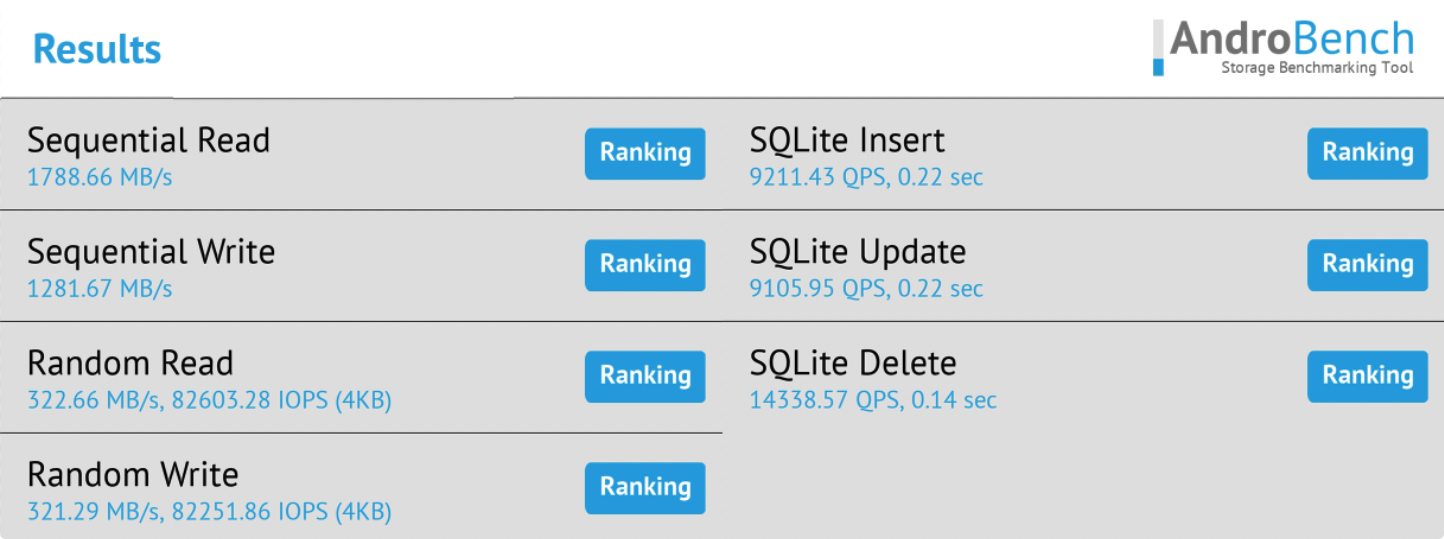 Results
AndroBench
Storage Benchmarking Tool
Sequential Read
1788.66 MB/s
Ranking
Sequential Write
1281.67 MB/s
Ranking
Random Read
322.66 MB/s, 82603.28 IOPS (4KB)
Ranking
Random Write
321.29 MB/s, 82251.86 IOPS (4KB)
Ranking
SQLite Insert
9211.43 QPS, 0.22 sec
Ranking
SQLite Update
9105.95 QPS, 0.22 sec
Ranking
SQLite Delete
14338.57 QPS, 0.14 sec
Ranking